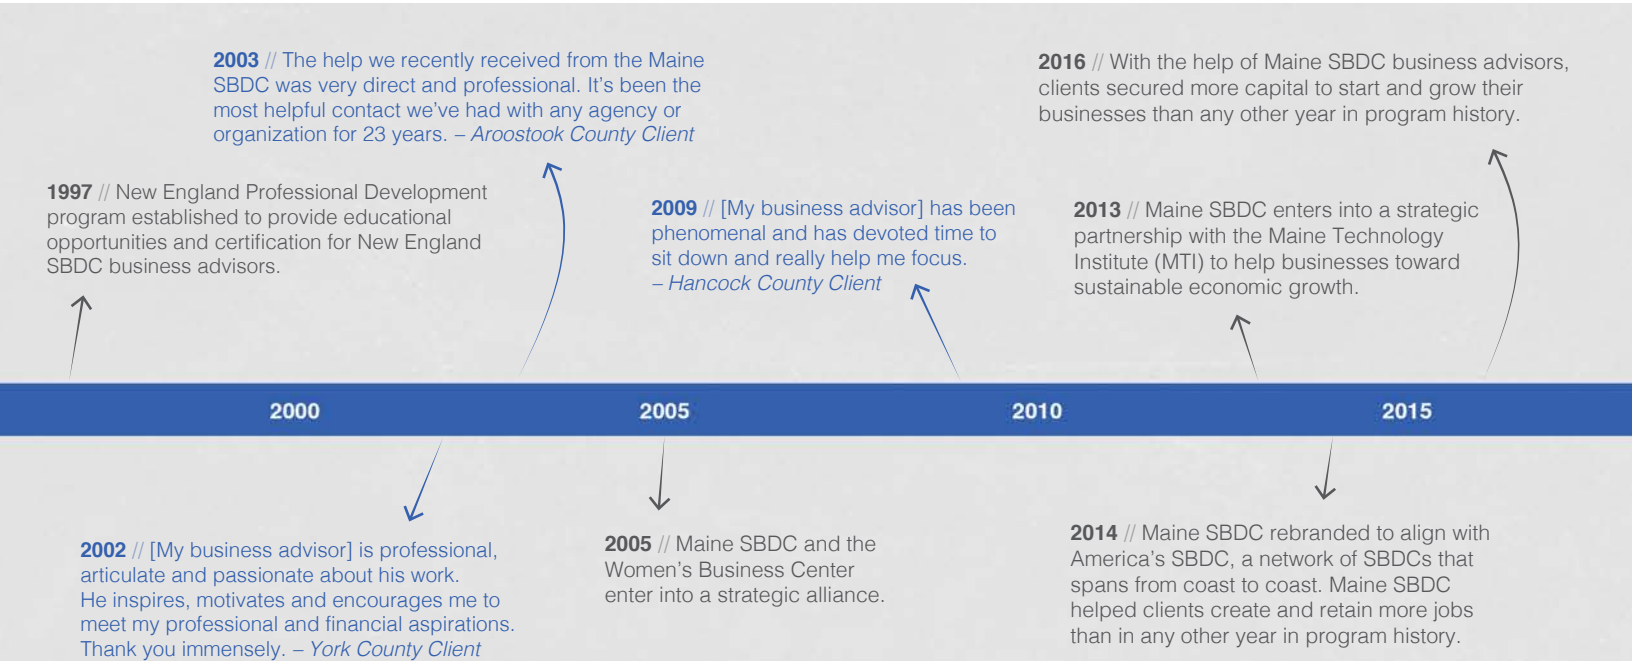 2003 // The help we recently received from the Maine
SBDC was very direct and professional. It’s been the
most helpful contact we’ve had with any agency or
organization for 23 years. – Aroostook County Client
2016 // With the help of Maine SBDC business advisors,
clients secured more capital to start and grow their
businesses than any other year in program history.
1997 // New England Professional Development
program established to provide educational
opportunities and certification for New England
SBDC business advisors.
2009 // [My business advisor] has been
phenomenal and has devoted time to
sit down and really help me focus.
– Hancock County Client
2013 // Maine SBDC enters into a strategic
partnership with the Maine Technology
Institute (MTI) to help businesses toward
sustainable economic growth.
2000
2005
2010
2015
2002 // [My business advisor] is professional,
articulate and passionate about his work.
He inspires, motivates and encourages me to
meet my professional and financial aspirations.
Thank you immensely. – York County Client
2005 // Maine SBDC and the
Women’s Business Center
enter into a strategic alliance.
2014 // Maine SBDC rebranded to align with
America’s SBDC, a network of SBDCs that
spans from coast to coast. Maine SBDC
helped clients create and retain more jobs
than in any other year in program history.